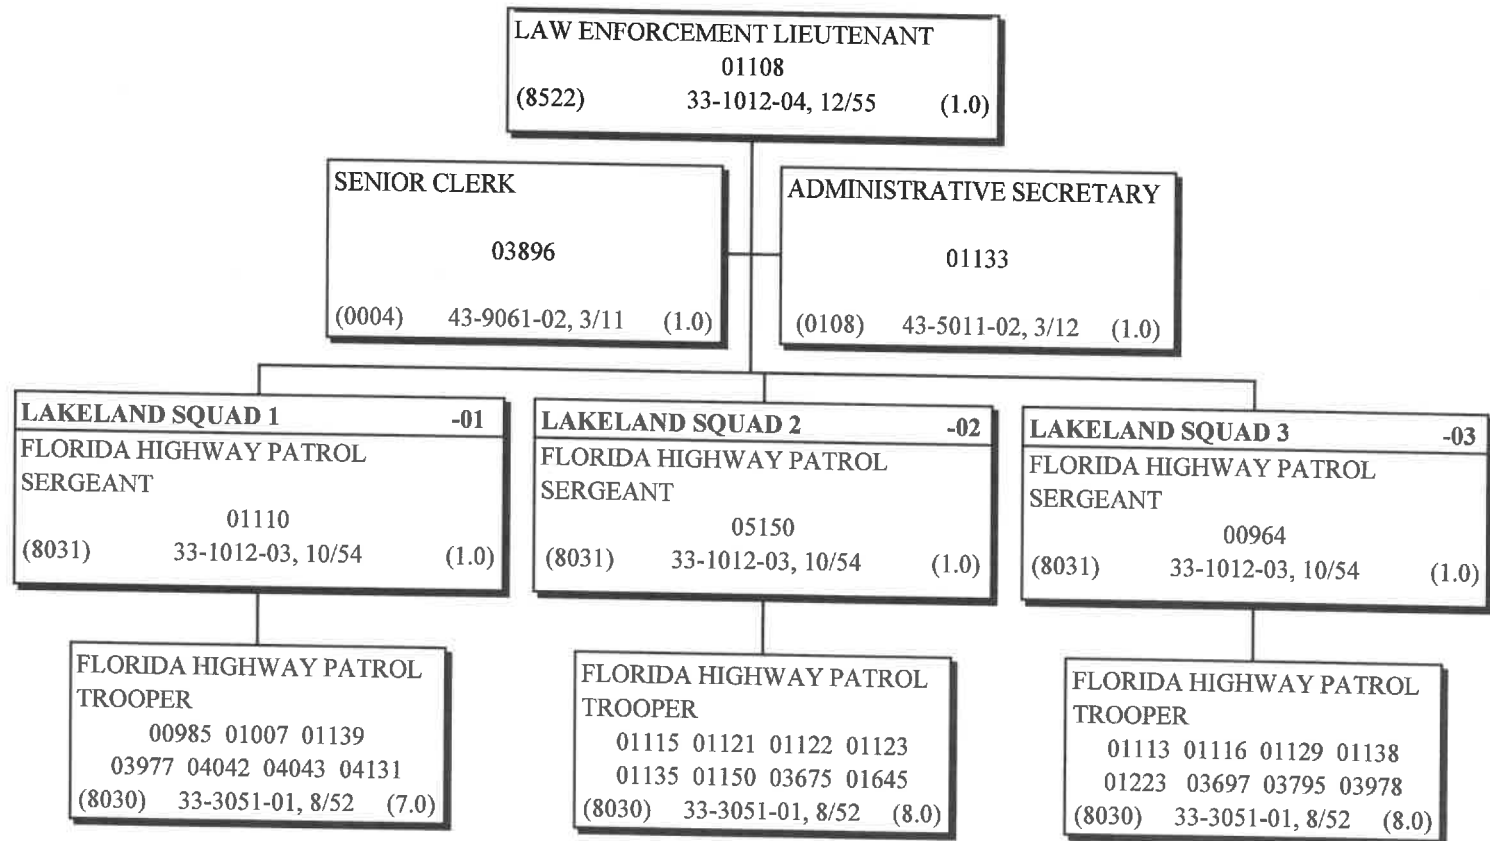 LAW ENFORCEMENT LIEUTENANT
01108
(8522) 33-1012-04, 12/55 (1.0)
SENIOR CLERK
03896
(0004) 43-9061-02, 3/11 (1.0)
ADMINISTRATIVE SECRETARY
01133
(0108) 43-5011-02, 3/12 (1.0)
LAKELAND SQUAD 1 -01
FLORIDA HIGHWAY PATROL
SERGEANT
01110
(8031) 33-1012-03, 10/54 (1.0)
LAKELAND SQUAD 2 -02
FLORIDA HIGHWAY PATROL
SERGEANT
05150
(8031) 33-1012-03, 10/54 (1.0)
LAKELAND SQUAD 3 -03
FLORIDA HIGHWAY PATROL
SERGEANT
00964
(8031) 33-1012-03, 10/54 (1.0)
FLORIDA HIGHWAY PATROL
TROOPER
00985 01007 01139
03977 04042 04043 04131
(8030) 33-3051-01, 8/52 (7.0)
FLORIDA HIGHWAY PATROL
TROOPER
01115 01121 01122 01123
01135 01150 03675 01645
(8030) 33-3051-01, 8/52 (8.0)
FLORIDA HIGHWAY PATROL
TROOPER
01113 01116 01129 01138
01223 03697 03795 03978
(8030) 33-3051-01, 8/52 (8.0)